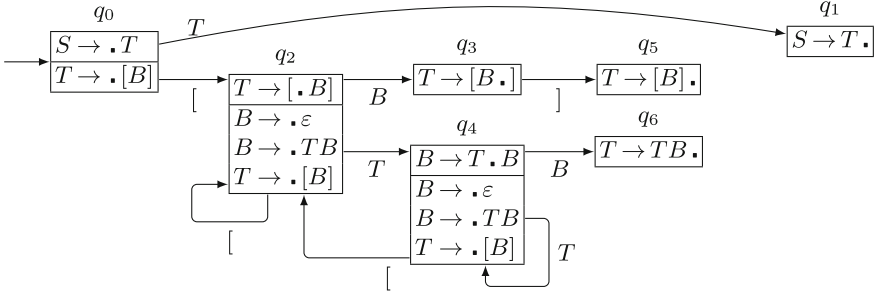 q₀
S → . T
T → . [B]
T
[
q₁
S → T .
q₂
T → [ . B]
B → . ε
B → . TB
T → . [B]
B
T
[
q₃
T → [B . ]
]
q₅
T → [B] .
q₄
B → T . B
B → . ε
B → . TB
T → . [B]
B
T
[
q₆
T → TB .